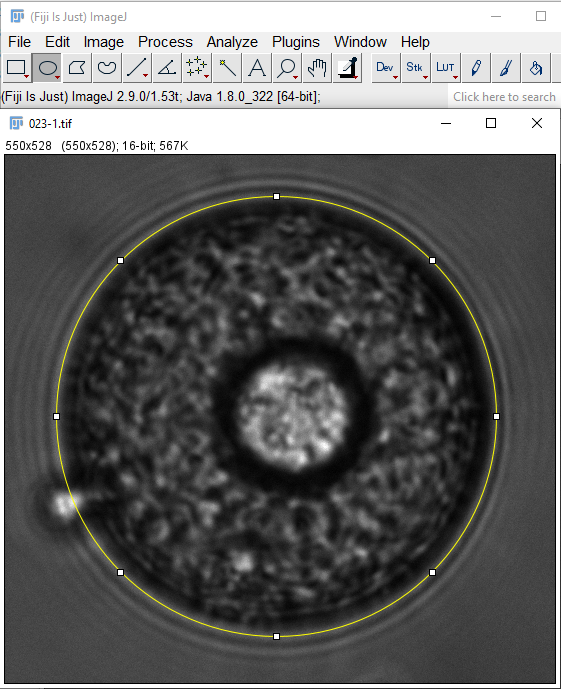 (Fiji Is Just) ImageJ
File Edit Image Process Analyze Plugins Window Help
A Dev Stk LUT
(Fiji Is Just) ImageJ 2.9.0/1.53t; Java 1.8.0_322 [64-bit]; Click here to search
023-1.tif
550x528 (550x528); 16-bit; 567K